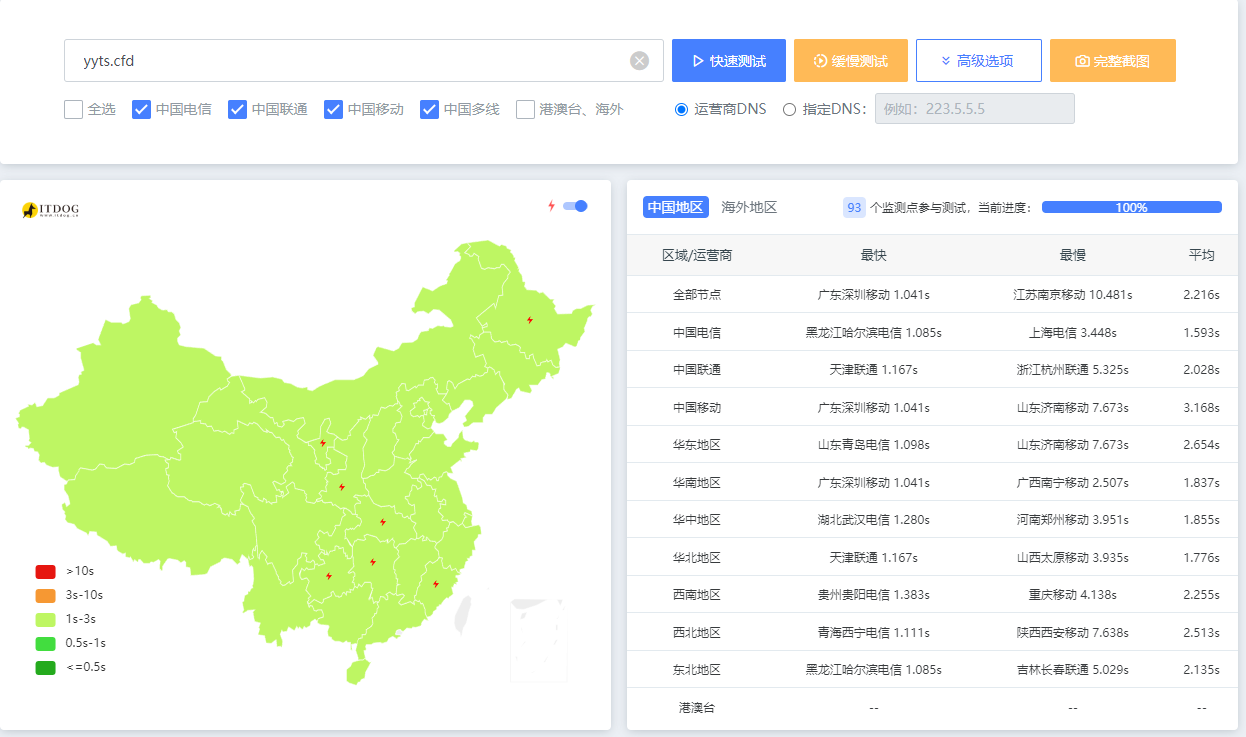 yyts.cfd
快速测试 缓慢测试 高级选项 完整截图
全选 中国电信 中国联通 中国移动 中国多线 港澳台、海外 运营商DNS 指定DNS: 例如：223.5.5.5
ITDOG
www.itdog.cn
>10s
3s-10s
1s-3s
0.5s-1s
<=0.5s
中国地区 海外地区 93 个监测点参与测试，当前进度： 100%
区域/运营商 最快 最慢 平均
全部节点 广东深圳移动 1.041s 江苏南京移动 10.481s 2.216s
中国电信 黑龙江哈尔滨电信 1.085s 上海电信 3.448s 1.593s
中国联通 天津联通 1.167s 浙江杭州联通 5.325s 2.028s
中国移动 广东深圳移动 1.041s 山东济南移动 7.673s 3.168s
华东地区 山东青岛电信 1.098s 山东济南移动 7.673s 2.654s
华南地区 广东深圳移动 1.041s 广西南宁移动 2.507s 1.837s
华中地区 湖北武汉电信 1.280s 河南郑州移动 3.951s 1.855s
华北地区 天津联通 1.167s 山西太原移动 3.935s 1.776s
西南地区 贵州贵阳电信 1.383s 重庆移动 4.138s 2.255s
西北地区 青海西宁电信 1.111s 陕西西安移动 7.638s 2.513s
东北地区 黑龙江哈尔滨电信 1.085s 吉林长春联通 5.029s 2.135s
港澳台 -- -- --